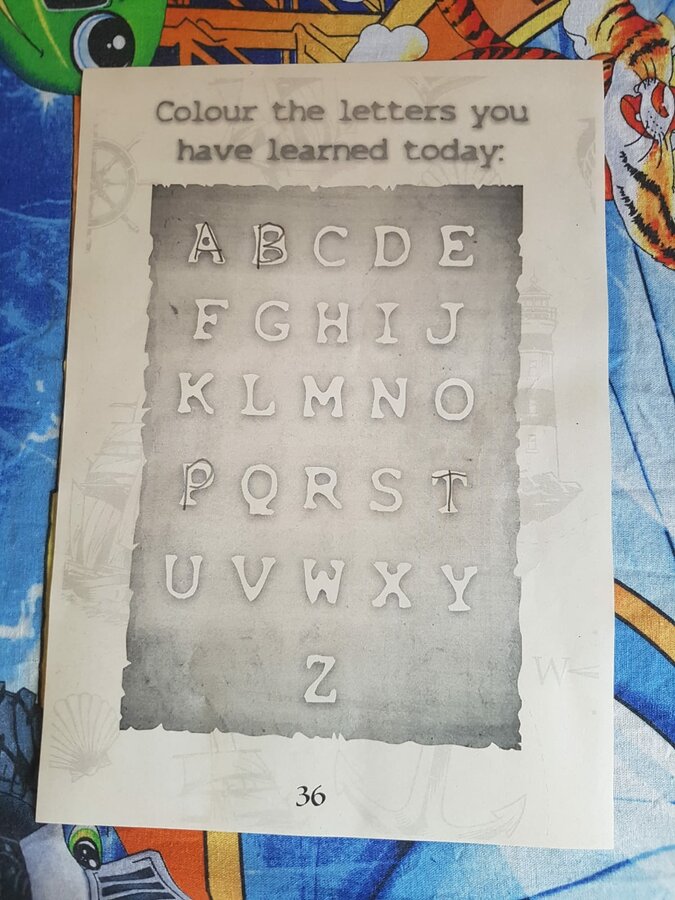 Colour the letters you
have learned today:
A B C D E
F G H I J
K L M N O
P Q R S T
U V W X Y
Z
W
36